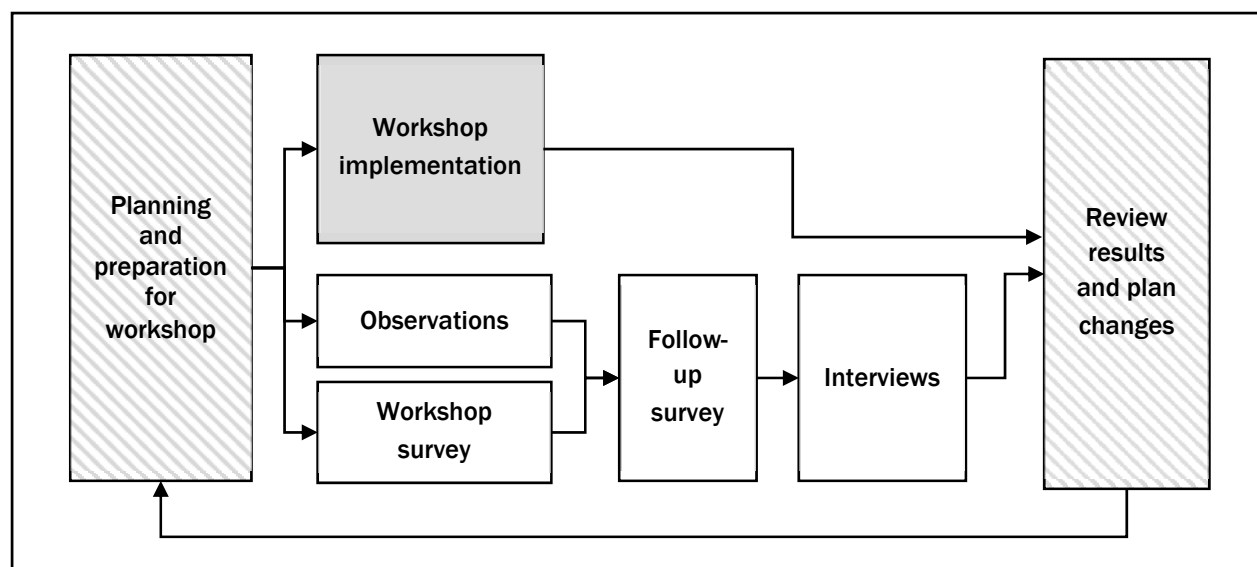 Planning
and
preparation
for
workshop
Workshop
implementation
Observations
Workshop
survey
Follow-
up
survey
Interviews
Review
results
and plan
changes